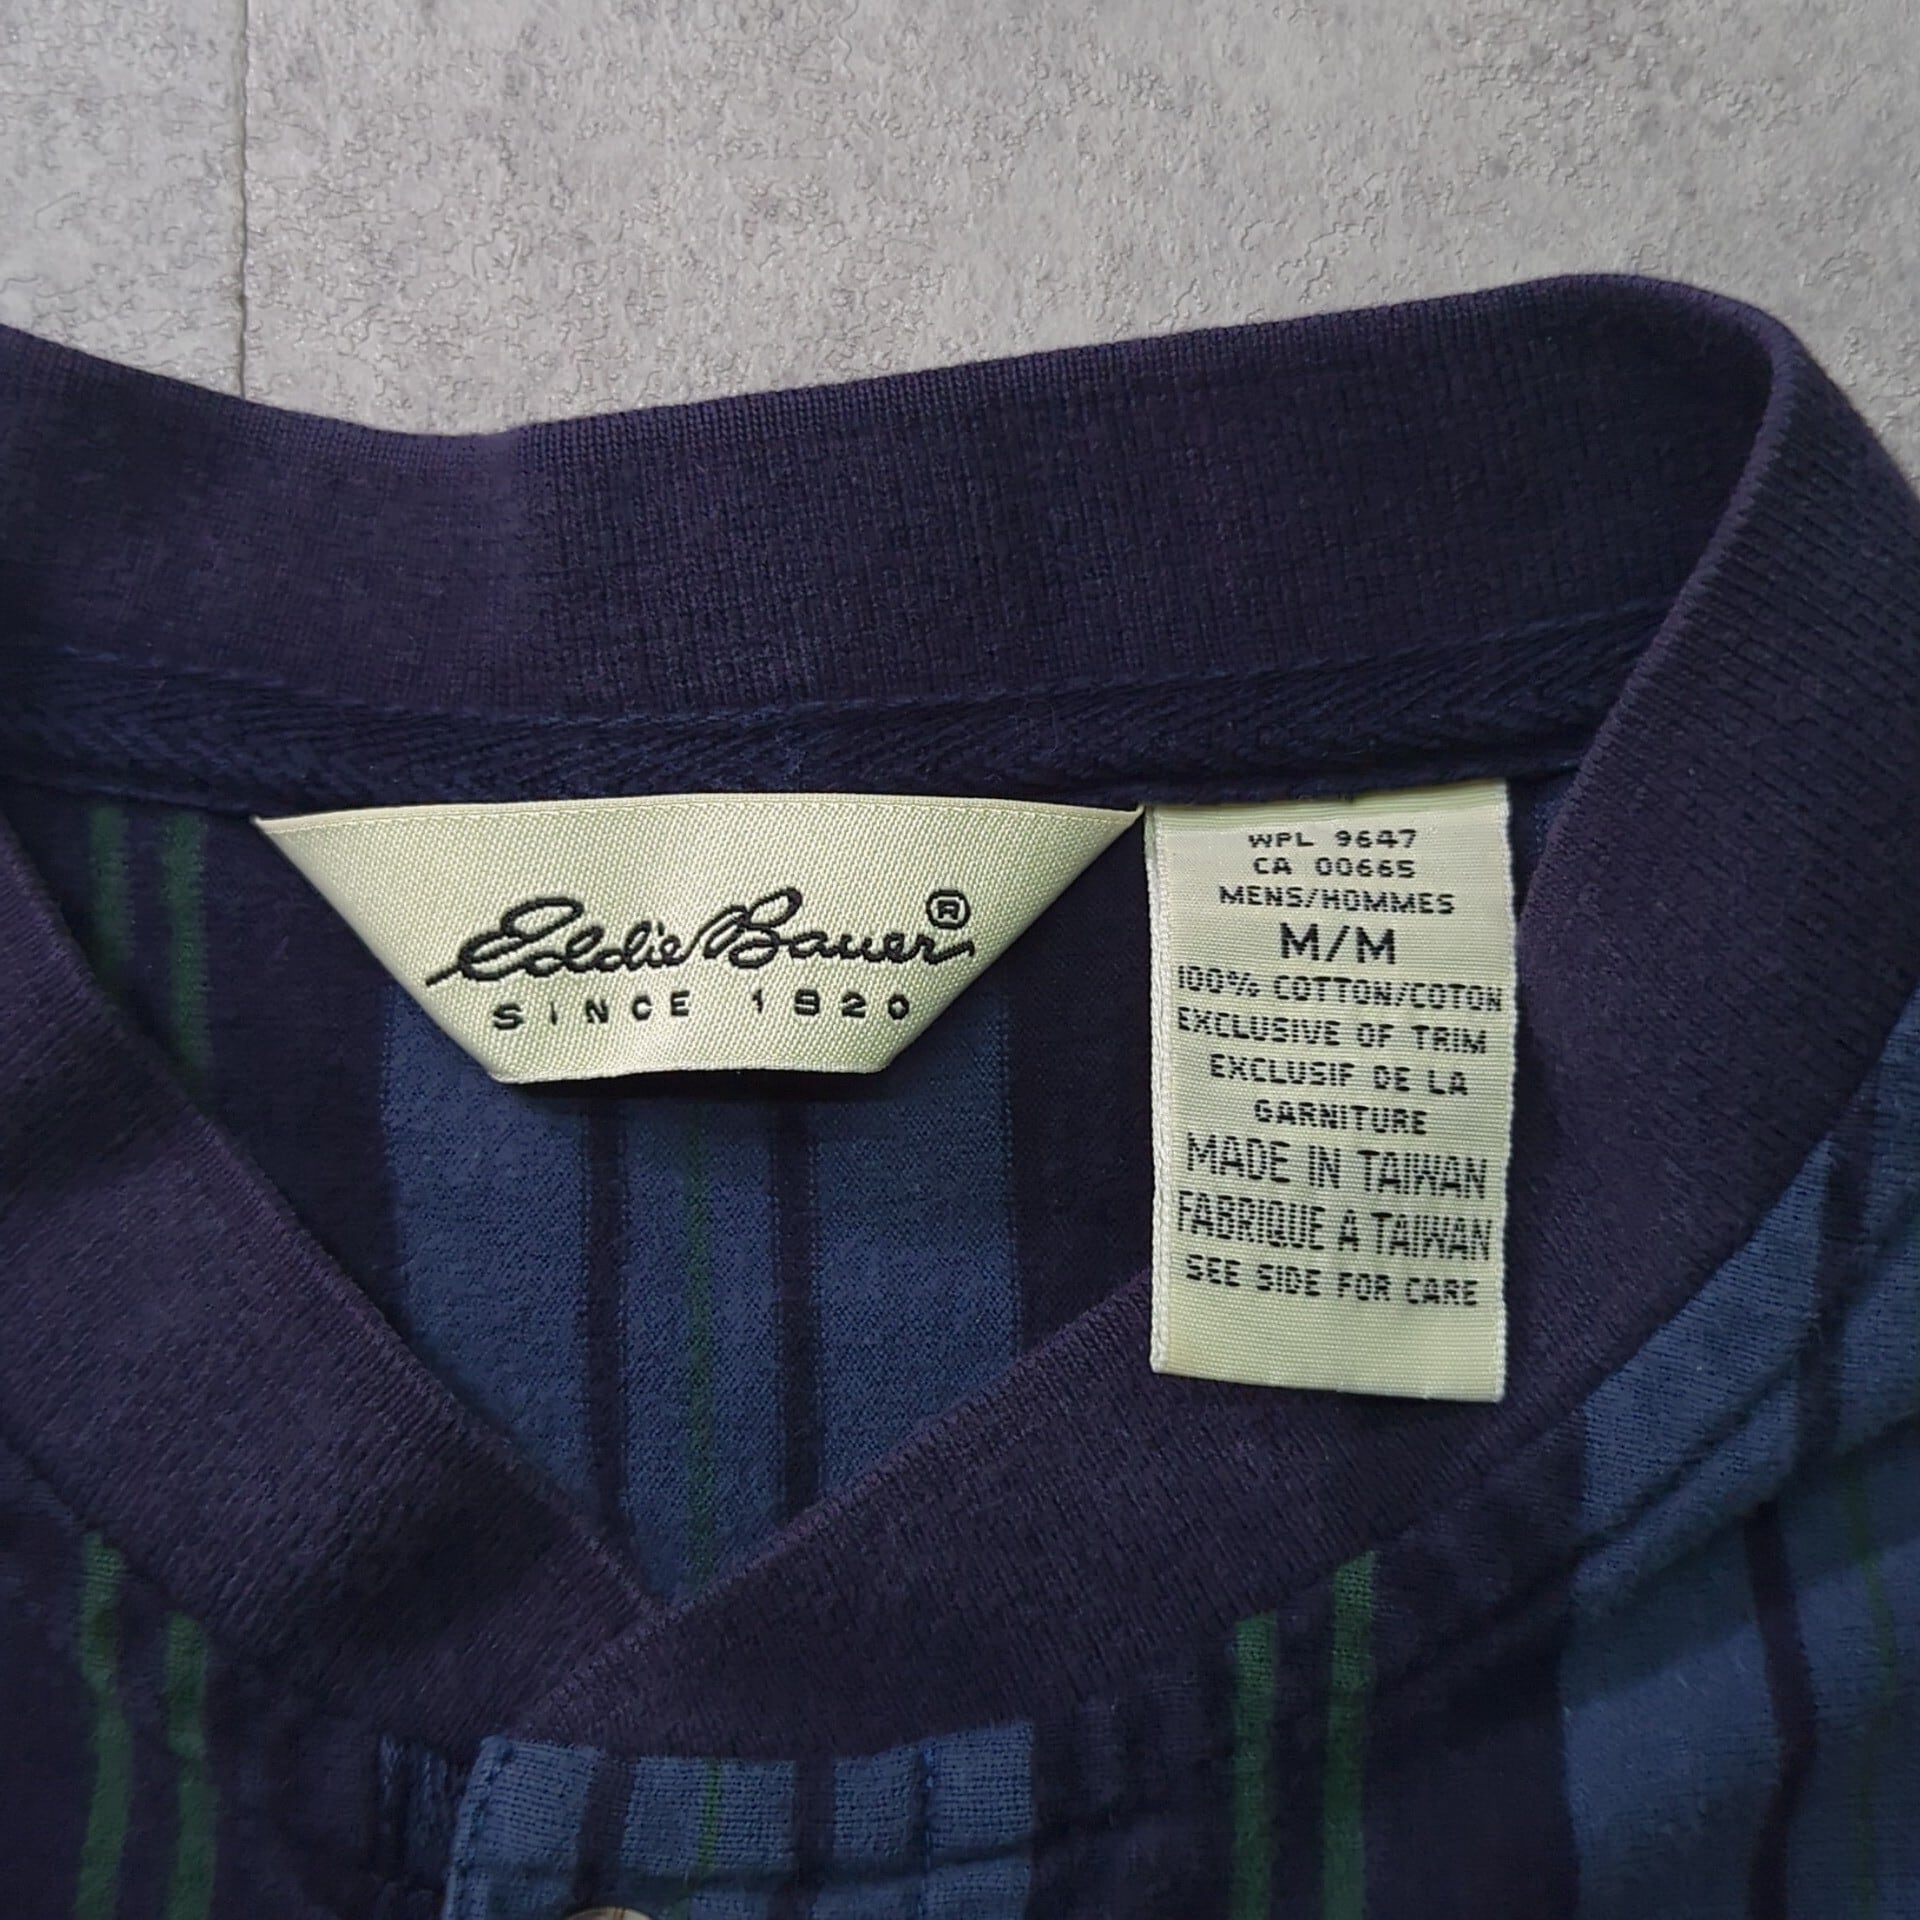 Eddie Bauer®
SINCE 1920
WPL 9647
CA 00665
MENS/HOMMES
M/M
100% COTTON/COTON
EXCLUSIVE OF TRIM
EXCLUSIF DE LA
GARNITURE
MADE IN TAIWAN
FABRIQUE A TAIWAN
SEE SIDE FOR CARE